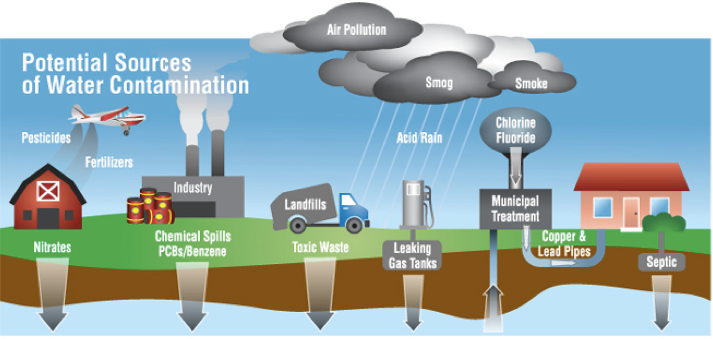 Air Pollution
Potential Sources
of Water Contamination
Smog
Smoke
Pesticides
Fertilizers
Acid Rain
Chlorine
Fluoride
Industry
Landfills
Municipal
Treatment
Nitrates
Chemical Spills
PCBs/Benzene
Toxic Waste
Leaking
Gas Tanks
Copper &
Lead Pipes
Septic